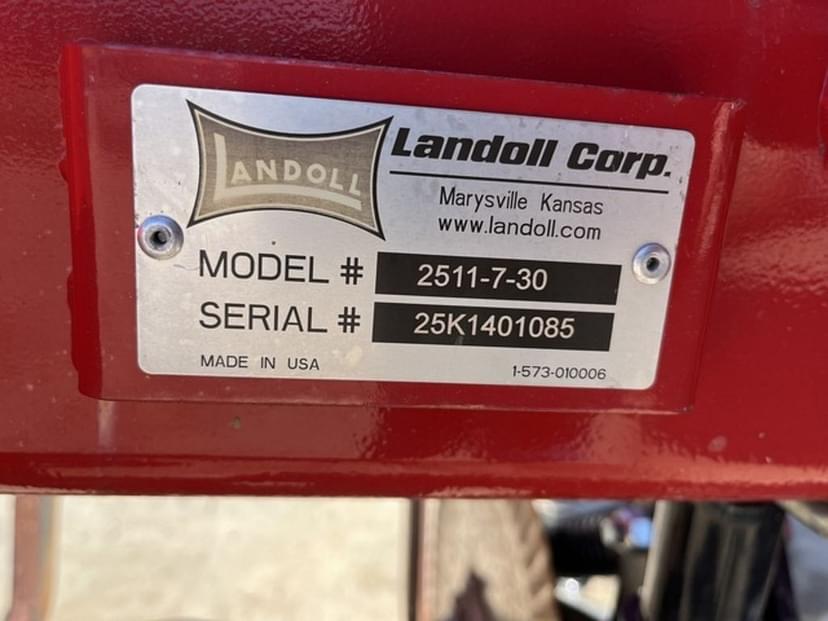 LANDOLL
Landoll Corp.
Marysville Kansas
www.landoll.com
MODEL # 2511-7-30
SERIAL # 25K1401085
MADE IN USA
1-573-010006